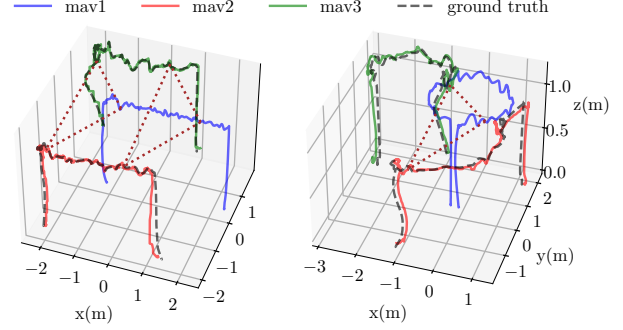 mav1 mav2 mav3 ground truth
−2 −1 0 1 2
x(m)
−2 −1 0 1
−3 −2 −1 0 1
x(m)
−1 0 1 2
y(m)
0.0 0.5 1.0
z(m)